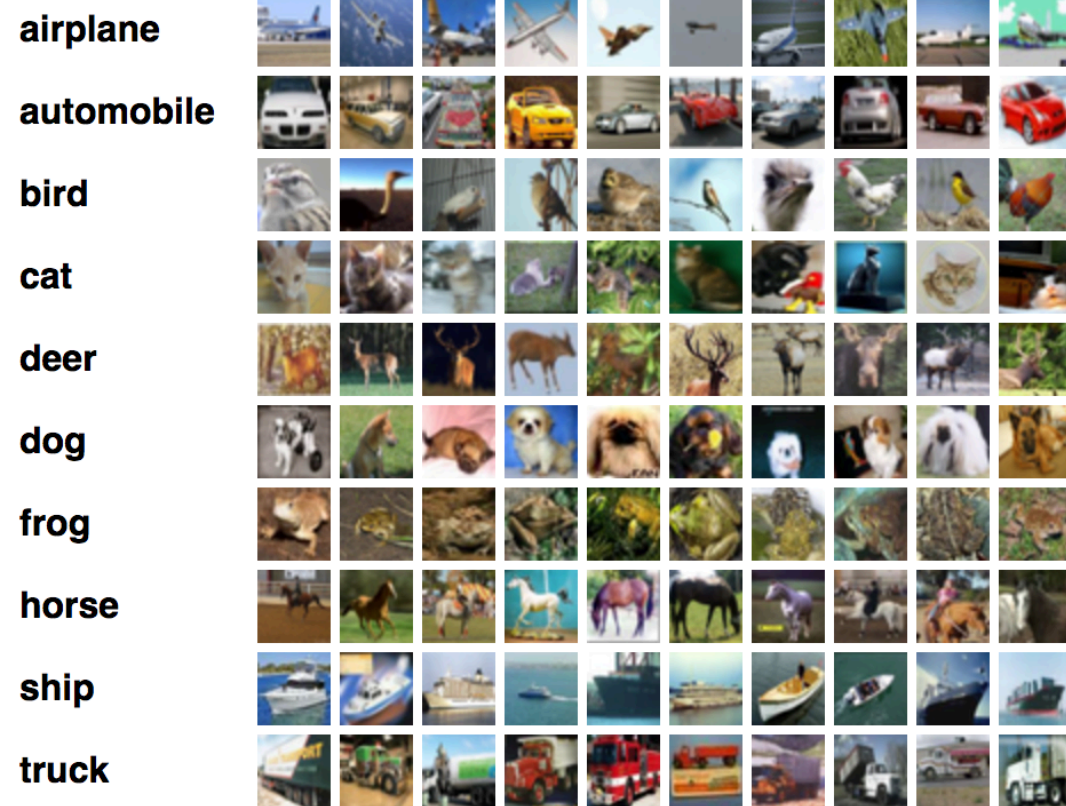 airplane
automobile
bird
cat
deer
dog
frog
horse
ship
truck